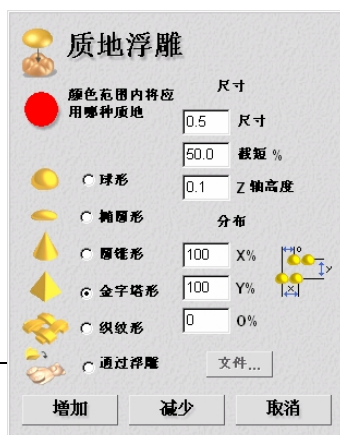 质地浮雕
颜色范围内将应
用哪种质地
尺寸
0.5 尺寸
50.0 截短 %
0.1 Z 轴高度
球形
椭圆形
圆锥形
金字塔形
织纹形
通过浮雕
分布
100 X%
100 Y%
0 O%
O
Y
X
文件...
增加 减少 取消